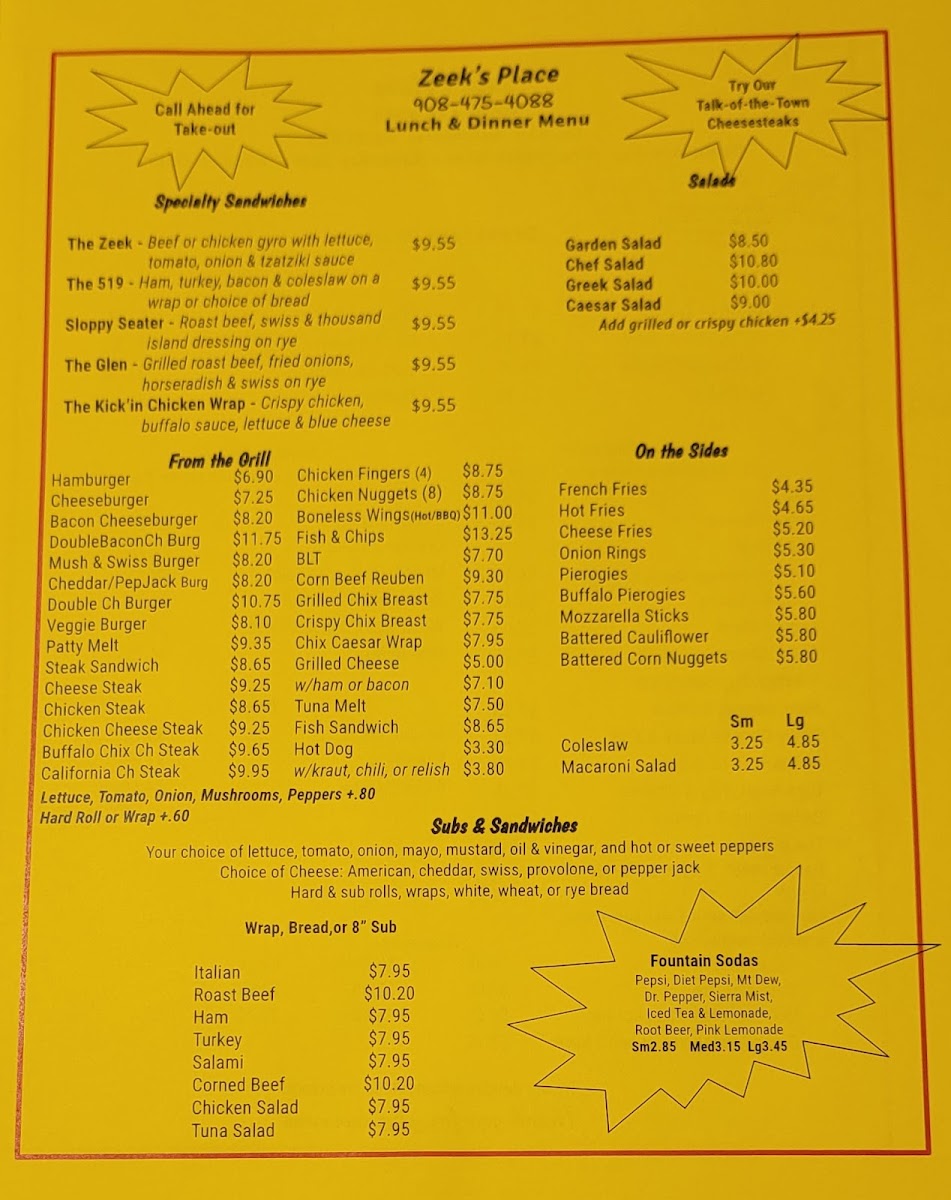 Call Ahead for
Take-out
Zeek's Place
908-475-4088
Lunch & Dinner Menu
Try Our
Talk-of-the-Town
Cheesesteaks
Specialty Sandwiches
The Zeek - Beef or chicken gyro with lettuce, $9.55
tomato, onion & tzatziki sauce
The 519 - Ham, turkey, bacon & coleslaw on a $9.55
wrap or choice of bread
Sloppy Seater - Roast beef, swiss & thousand $9.55
island dressing on rye
The Glen - Grilled roast beef, fried onions, $9.55
horseradish & swiss on rye
The Kick'in Chicken Wrap - Crispy chicken, $9.55
buffalo sauce, lettuce & blue cheese
Salads
Garden Salad $8.50
Chef Salad $10.80
Greek Salad $10.00
Caesar Salad $9.00
Add grilled or crispy chicken +$4.25
From the Grill
Hamburger $6.90
Cheeseburger $7.25
Bacon Cheeseburger $8.20
DoubleBaconCh Burg $11.75
Mush & Swiss Burger $8.20
Cheddar/PepJack Burg $8.20
Double Ch Burger $10.75
Veggie Burger $8.10
Patty Melt $9.35
Steak Sandwich $8.65
Cheese Steak $9.25
Chicken Steak $8.65
Chicken Cheese Steak $9.25
Buffalo Chix Ch Steak $9.65
California Ch Steak $9.95
Chicken Fingers (4) $8.75
Chicken Nuggets (8) $8.75
Boneless Wings(Hot/BBQ) $11.00
Fish & Chips $13.25
BLT $7.70
Corn Beef Reuben $9.30
Grilled Chix Breast $7.75
Crispy Chix Breast $7.75
Chix Caesar Wrap $7.95
Grilled Cheese $5.00
w/ham or bacon $7.10
Tuna Melt $7.50
Fish Sandwich $8.65
Hot Dog $3.30
w/kraut, chili, or relish $3.80
Lettuce, Tomato, Onion, Mushrooms, Peppers +.80
Hard Roll or Wrap +.60
On the Sides
French Fries $4.35
Hot Fries $4.65
Cheese Fries $5.20
Onion Rings $5.30
Pierogies $5.10
Buffalo Pierogies $5.60
Mozzarella Sticks $5.80
Battered Cauliflower $5.80
Battered Corn Nuggets $5.80
Sm Lg
Coleslaw 3.25 4.85
Macaroni Salad 3.25 4.85
Subs & Sandwiches
Your choice of lettuce, tomato, onion, mayo, mustard, oil & vinegar, and hot or sweet peppers
Choice of Cheese: American, cheddar, swiss, provolone, or pepper jack
Hard & sub rolls, wraps, white, wheat, or rye bread
Wrap, Bread,or 8" Sub
Italian $7.95
Roast Beef $10.20
Ham $7.95
Turkey $7.95
Salami $7.95
Corned Beef $10.20
Chicken Salad $7.95
Tuna Salad $7.95
Fountain Sodas
Pepsi, Diet Pepsi, Mt Dew,
Dr. Pepper, Sierra Mist,
Iced Tea & Lemonade,
Root Beer, Pink Lemonade
Sm2.85 Med3.15 Lg3.45